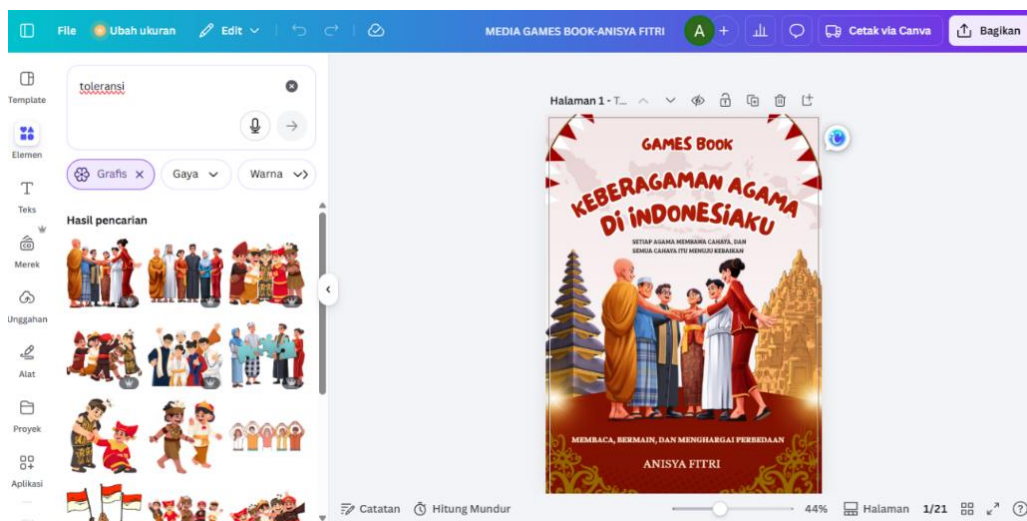 File
Ubah ukuran
Edit
MEDIA GAMES BOOK-ANISYA FITRI
A
+
Cetak via Canva
Bagikan
Template
Elemen
Teks
Merek
Unggahan
Alat
Proyek
Aplikasi
toleransi
Grafis
Gaya
Warna
Hasil pencarian
Halaman 1 - T...
GAMES BOOK
KEBERAGAMAN AGAMA
Di iNDONESiAKU
SETIAP AGAMA MEMBAWA CAHAYA, DAN
SEMUA CAHAYA ITU MENUJU KEBAIKAN
MEMBACA, BERMAIN, DAN MENGHARGAI PERBEDAAN
ANISYA FITRI
Catatan
Hitung Mundur
44%
Halaman 1/21